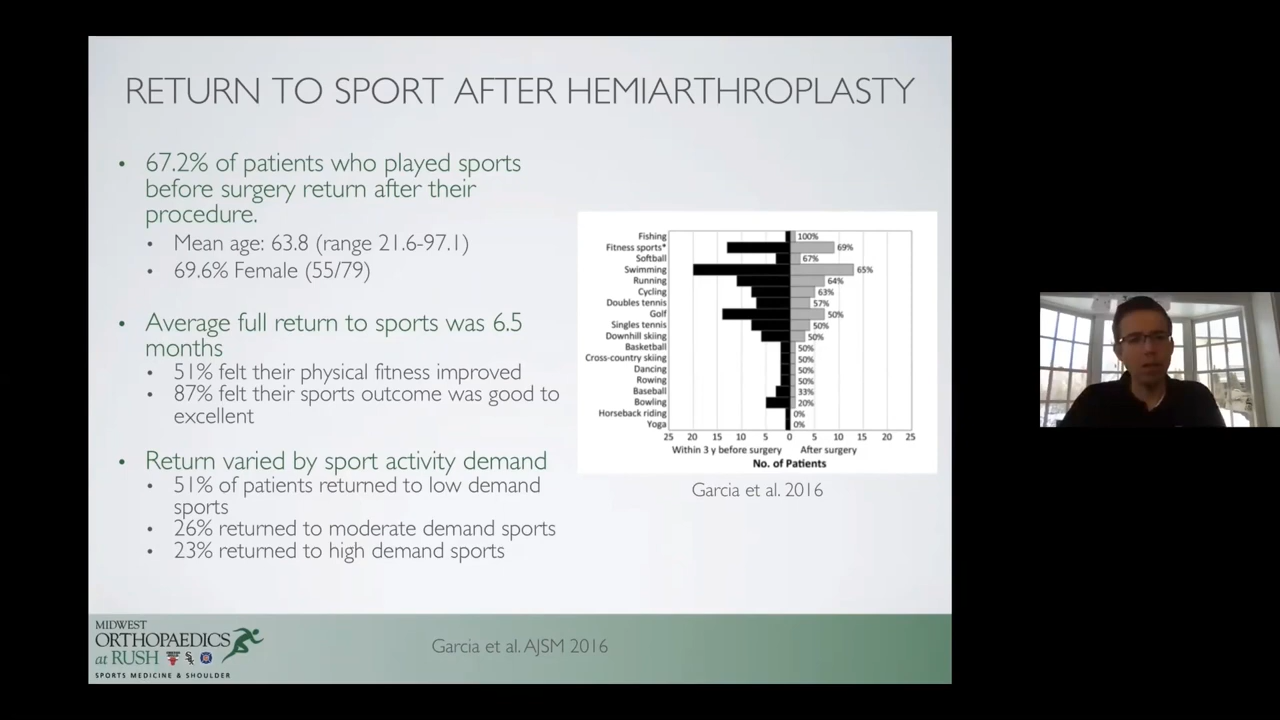 RETURN TO SPORT AFTER HEMIARTHROPLASTY
• 67.2% of patients who played sports
before surgery return after their
procedure.
• Mean age: 63.8 (range 21.6-97.1)
• 69.6% Female (55/79)
• Average full return to sports was 6.5
months
• 51% felt their physical fitness improved
• 87% felt their sports outcome was good to
excellent
• Return varied by sport activity demand
• 51% of patients returned to low demand
sports
• 26% returned to moderate demand sports
• 23% returned to high demand sports
Fishing 100%
Fitness sports* 69%
Softball 67%
Swimming 65%
Running 64%
Cycling 63%
Doubles tennis 57%
Golf 50%
Singles tennis 50%
Downhill skiing 50%
Basketball 50%
Cross-country skiing 50%
Dancing 50%
Rowing 50%
Baseball 33%
Bowling 20%
Horseback riding 0%
Yoga 0%
25 20 15 10 5 0 5 10 15 20 25
Within 3 y before surgery After surgery
No. of Patients
Garcia et al. 2016
MIDWEST
ORTHOPAEDICS
at RUSH
SPORTS MEDICINE & SHOULDER
Garcia et al. AJSM 2016